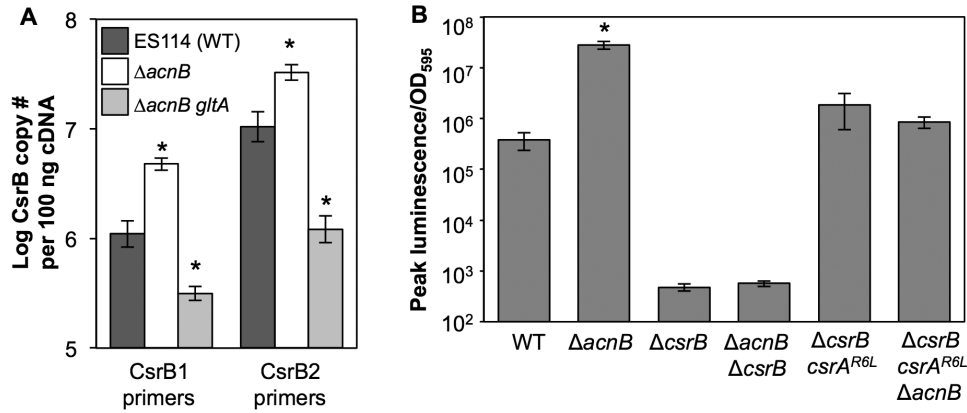 A
Log CsrB copy #
per 100 ng cDNA
8
7
6
5
ES114 (WT)
ΔacnB
ΔacnB gltA
*
*
*
*
CsrB1
primers
CsrB2
primers
B
Peak luminescence/OD595
10^8
10^7
10^6
10^5
10^4
10^3
10^2
*
WT
ΔacnB
ΔcsrB
ΔacnB
ΔcsrB
ΔcsrB
csrA^R6L
ΔcsrB
csrA^R6L
ΔacnB